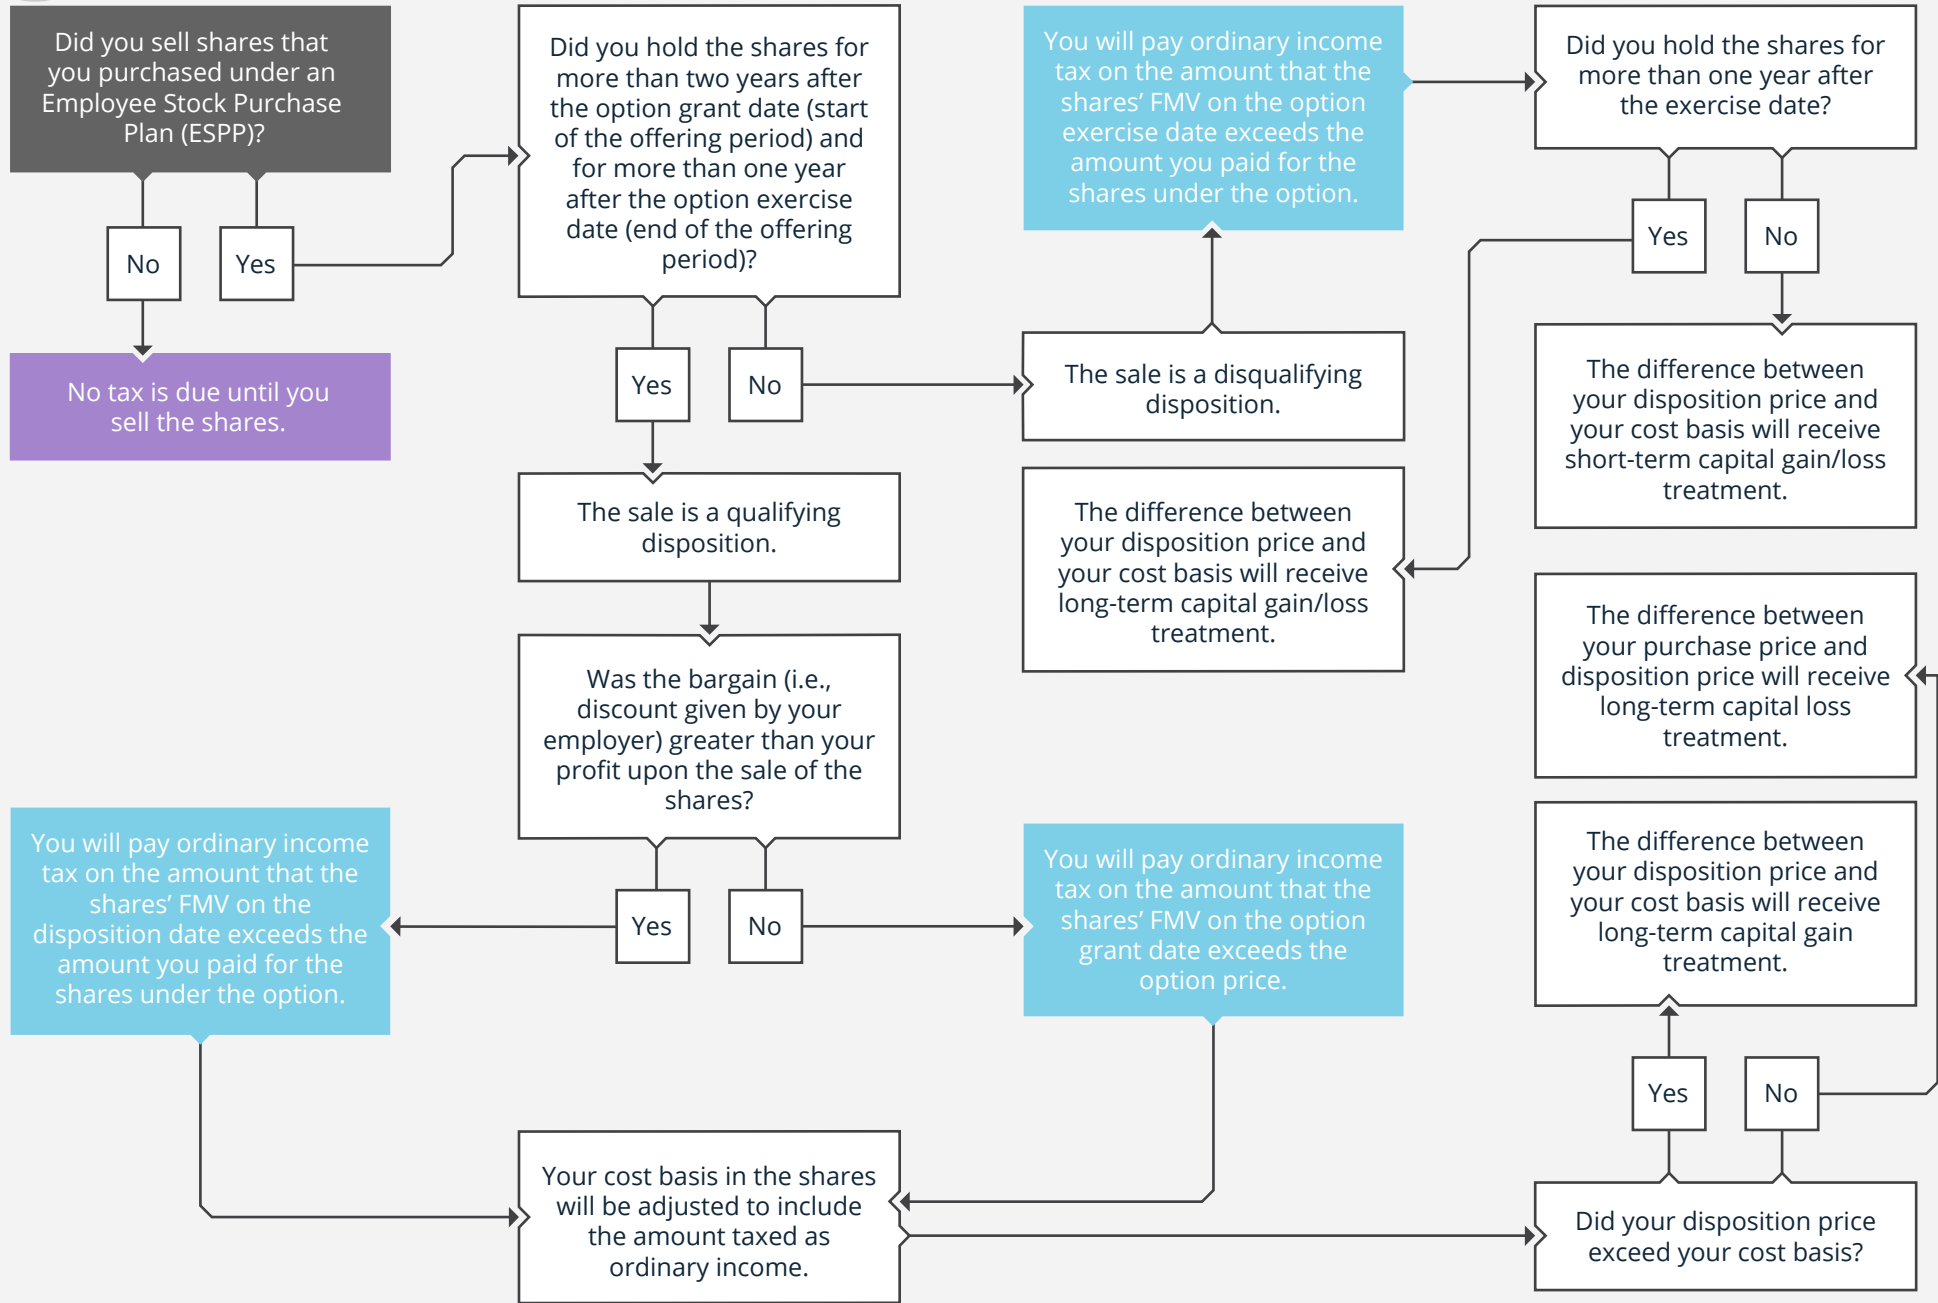 Did you sell shares that
you purchased under an
Employee Stock Purchase
Plan (ESPP)?
No
Yes
No tax is due until you
sell the shares.
Did you hold the shares for
more than two years after
the option grant date (start
of the offering period) and
for more than one year
after the option exercise
date (end of the offering
period)?
Yes
No
The sale is a qualifying
disposition.
Was the bargain (i.e.,
discount given by your
employer) greater than your
profit upon the sale of the
shares?
Yes
No
You will pay ordinary income
tax on the amount that the
shares’ FMV on the
disposition date exceeds the
amount you paid for the
shares under the option.
You will pay ordinary income
tax on the amount that the
shares’ FMV on the option
grant date exceeds the
option price.
Your cost basis in the shares
will be adjusted to include
the amount taxed as
ordinary income.
The sale is a disqualifying
disposition.
You will pay ordinary income
tax on the amount that the
shares’ FMV on the option
exercise date exceeds the
amount you paid for the
shares under the option.
Did you hold the shares for
more than one year after
the exercise date?
Yes
No
The difference between
your disposition price and
your cost basis will receive
short-term capital gain/loss
treatment.
The difference between
your disposition price and
your cost basis will receive
long-term capital gain/loss
treatment.
The difference between
your purchase price and
disposition price will receive
long-term capital loss
treatment.
The difference between
your disposition price and
your cost basis will receive
long-term capital gain
treatment.
Yes
No
Did your disposition price
exceed your cost basis?